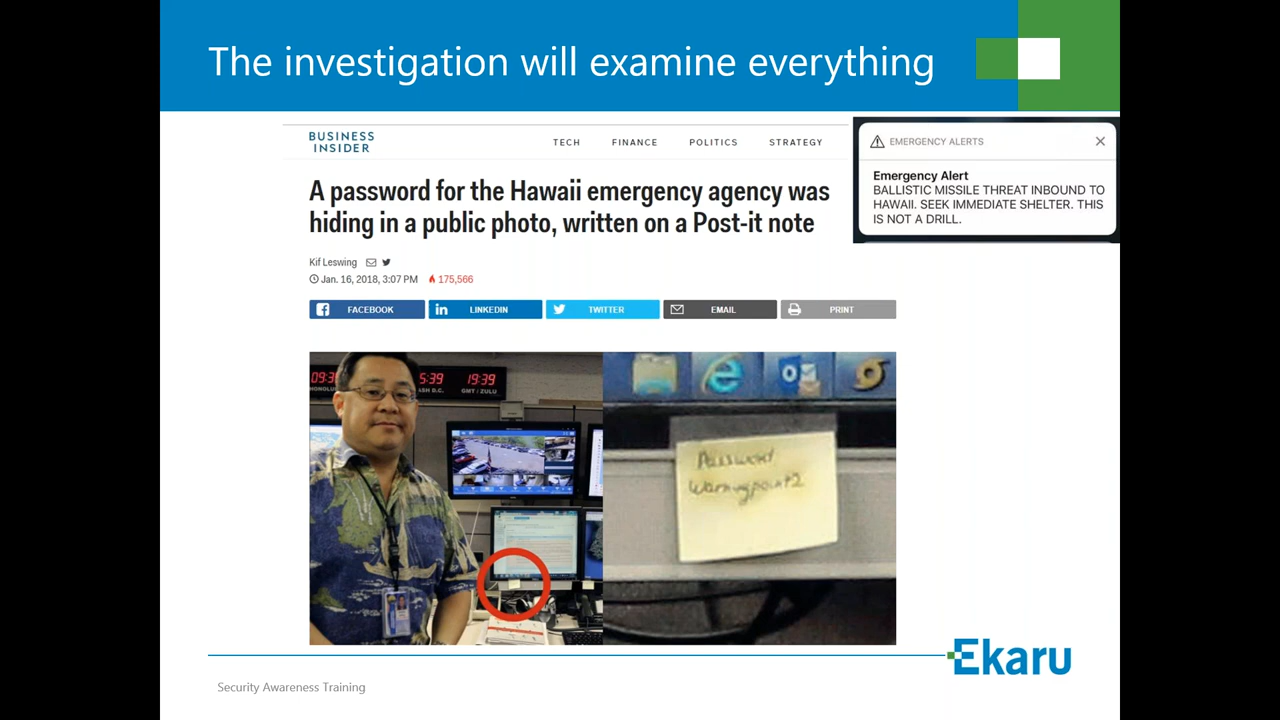 The investigation will examine everything
BUSINESS
INSIDER
TECH FINANCE POLITICS STRATEGY
A password for the Hawaii emergency agency was
hiding in a public photo, written on a Post-it note
Kif Leswing
Jan. 16, 2018, 3:07 PM 175,566
FACEBOOK LINKEDIN TWITTER EMAIL PRINT
EMERGENCY ALERTS
Emergency Alert
BALLISTIC MISSILE THREAT INBOUND TO
HAWAII. SEEK IMMEDIATE SHELTER. THIS
IS NOT A DRILL.
19:39
GMT / ZULU
Password
Warningpoint2
Ekaru
Security Awareness Training